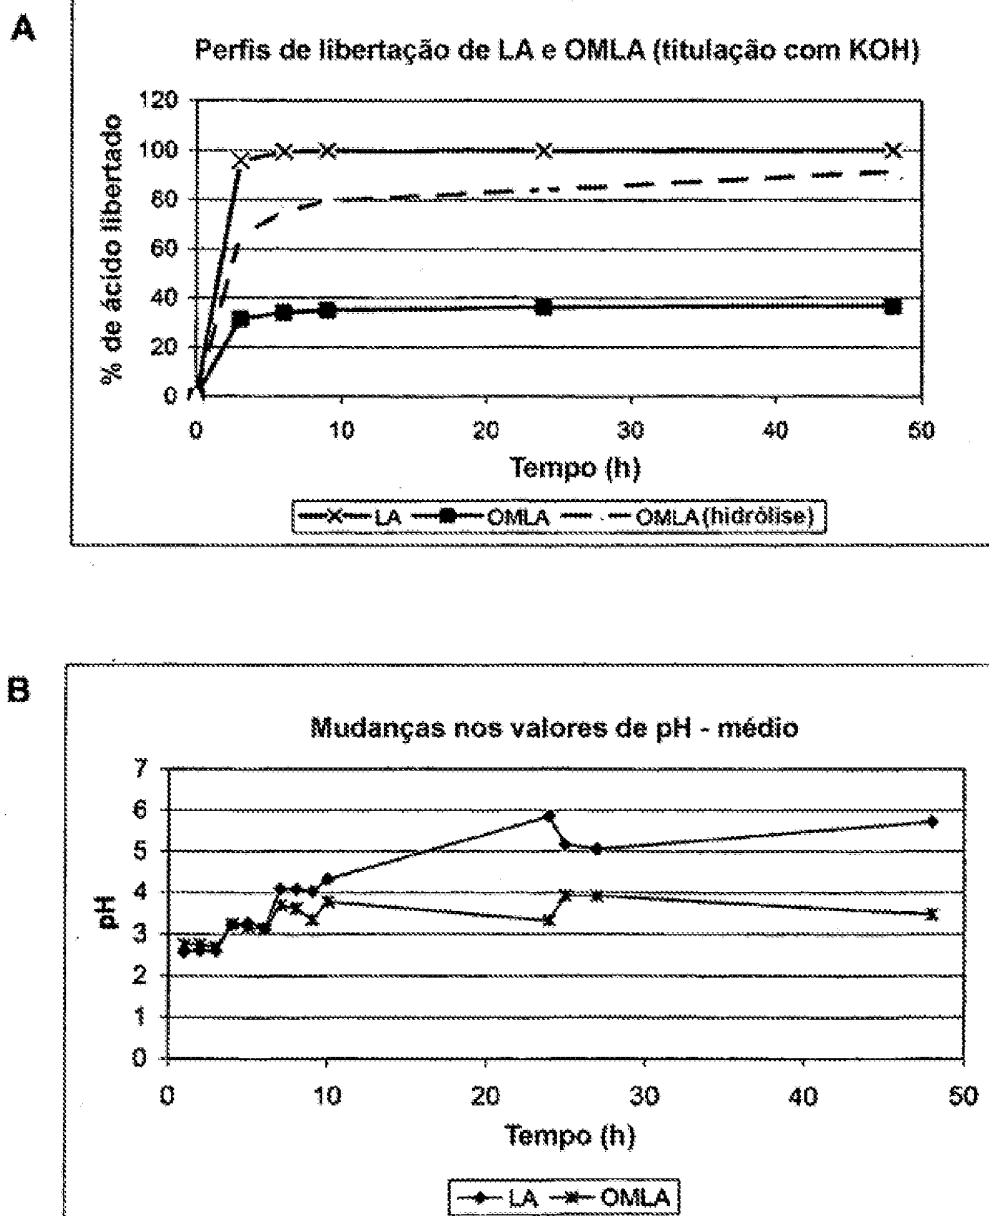 A
Perfis de libertação de LA e OMLA (titulação com KOH)
% de ácido libertado
120
100
80
60
40
20
0
0 10 20 30 40 50
Tempo (h)
LA OMLA OMLA (hidrólise)
B
Mudanças nos valores de pH - médio
pH
7
6
5
4
3
2
1
0
0 10 20 30 40 50
Tempo (h)
LA OMLA